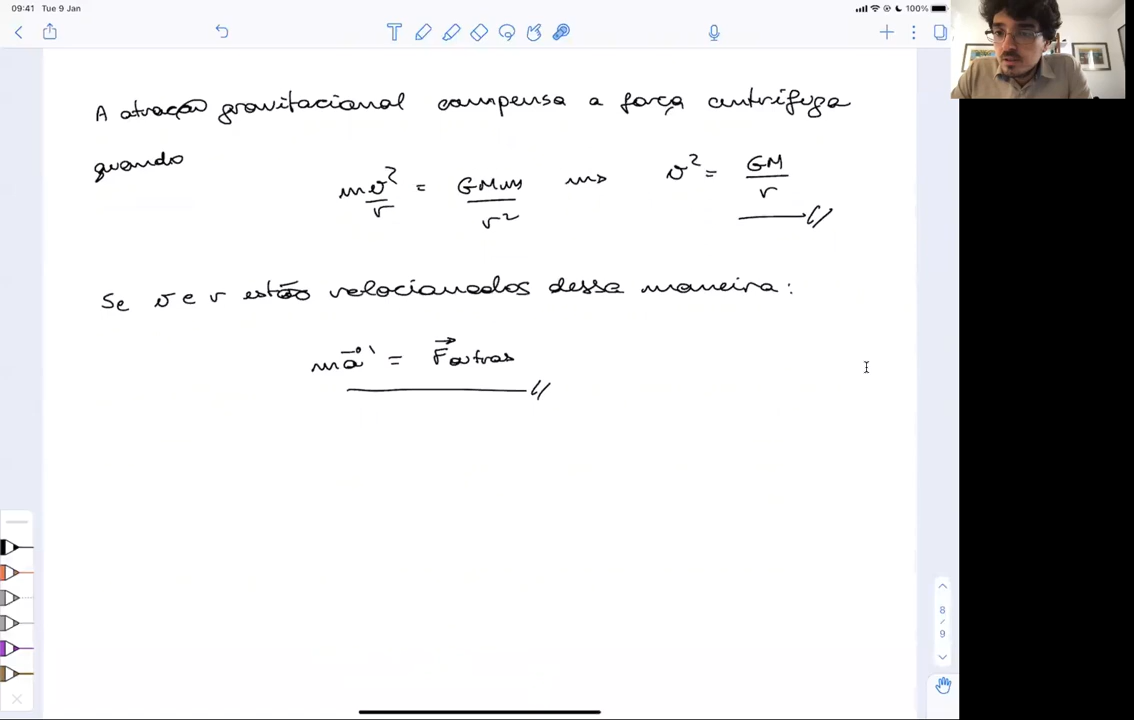 09:41 Tue 9 Jan 100%
A atração gravitacional compensa a força centrífuga
quando
mv²/r = GMm/r² ⟹ v² = GM/r
Se v e r estão relacionados dessa maneira:
ma⃗' = F⃗outras
8
/
9